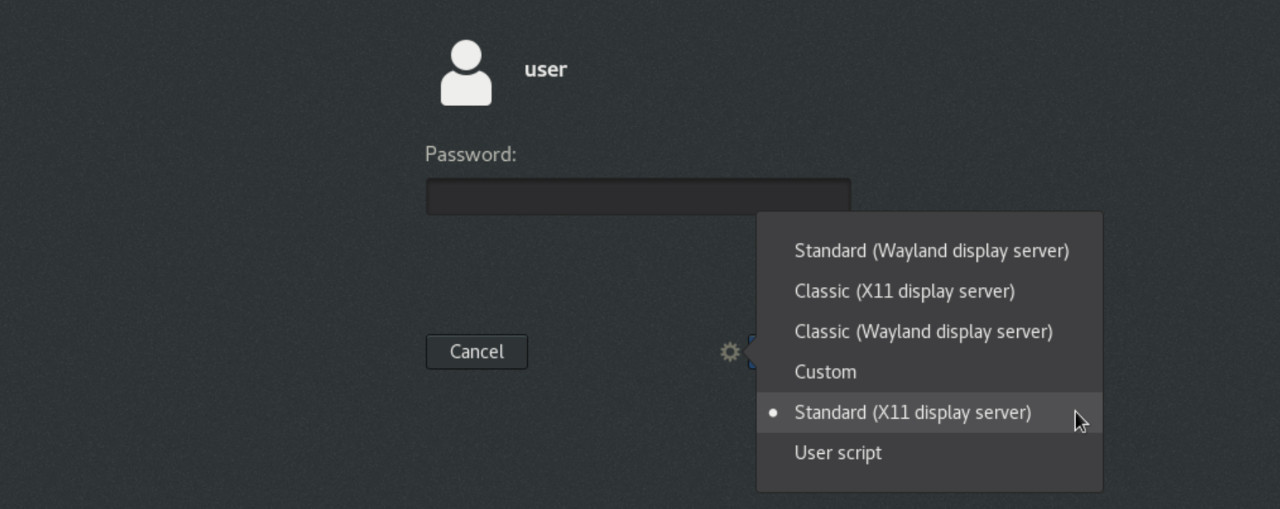 user
Password:
Standard (Wayland display server)
Classic (X11 display server)
Classic (Wayland display server)
Cancel
Custom
Standard (X11 display server)
User script